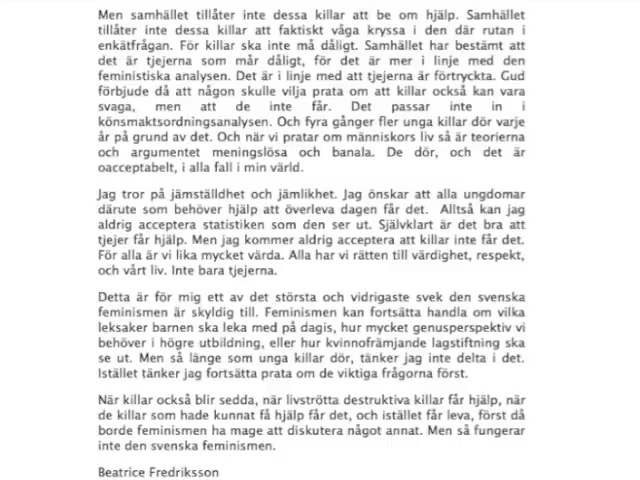 Men samhället tillåter inte dessa killar att be om hjälp. Samhället
tillåter inte dessa killar att faktiskt våga kryssa i den där rutan i
enkätfrågan. För killar ska inte må dåligt. Samhället har bestämt att
det är tjejerna som mår dåligt, för det är mer i linje med den
feministiska analysen. Det är i linje med att tjejerna är förtryckta. Gud
förbjude då att någon skulle vilja prata om att killar också kan vara
svaga, men att de inte får. Det passar inte in i
könsmaktsordningsanalysen. Och fyra gånger fler unga killar dör varje
år på grund av det. Och när vi pratar om människors liv så är teorierna
och argumentet meningslösa och banala. De dör, och det är
oacceptabelt, i alla fall i min värld.
Jag tror på jämställdhet och jämlikhet. Jag önskar att alla ungdomar
därute som behöver hjälp att överleva dagen får det. Alltså kan jag
aldrig acceptera statistiken som den ser ut. Självklart är det bra att
tjejer får hjälp. Men jag kommer aldrig acceptera att killar inte får det.
För alla är vi lika mycket värda. Alla har vi rätten till värdighet, respekt,
och vårt liv. Inte bara tjejerna.
Detta är för mig ett av det största och vidrigaste svek den svenska
feminismen är skyldig till. Feminismen kan fortsätta handla om vilka
leksaker barnen ska leka med på dagis, hur mycket genusperspektiv vi
behöver i högre utbildning, eller hur kvinnofrämjande lagstiftning ska
se ut. Men så länge som unga killar dör, tänker jag inte delta i det.
Istället tänker jag fortsätta prata om de viktiga frågorna först.
När killar också blir sedda, när livströtta destruktiva killar får hjälp, när
de killar som hade kunnat få hjälp får det, och istället får leva, först då
borde feminismen ha mage att diskutera något annat. Men så fungerar
inte den svenska feminismen.
Beatrice Fredriksson